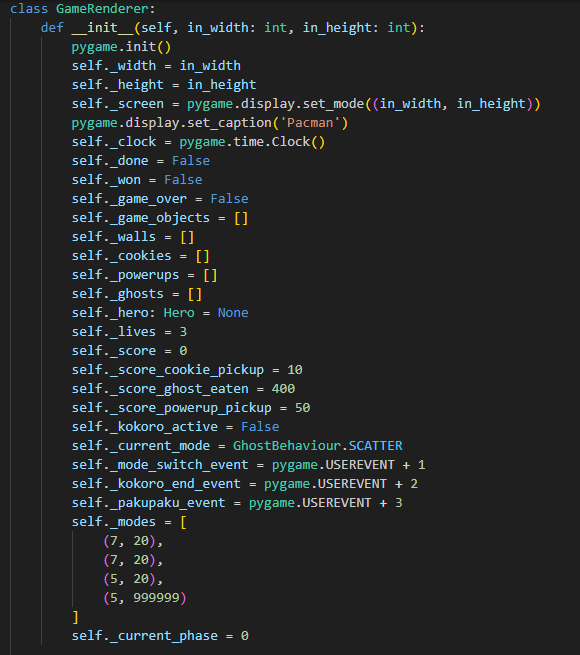 class GameRenderer:
    def __init__(self, in_width: int, in_height: int):
        pygame.init()
        self._width = in_width
        self._height = in_height
        self._screen = pygame.display.set_mode((in_width, in_height))
        pygame.display.set_caption('Pacman')
        self._clock = pygame.time.Clock()
        self._done = False
        self._won = False
        self._game_over = False
        self._game_objects = []
        self._walls = []
        self._cookies = []
        self._powerups = []
        self._ghosts = []
        self._hero: Hero = None
        self._lives = 3
        self._score = 0
        self._score_cookie_pickup = 10
        self._score_ghost_eaten = 400
        self._score_powerup_pickup = 50
        self._kokoro_active = False
        self._current_mode = GhostBehaviour.SCATTER
        self._mode_switch_event = pygame.USEREVENT + 1
        self._kokoro_end_event = pygame.USEREVENT + 2
        self._pakupaku_event = pygame.USEREVENT + 3
        self._modes = [
            (7, 20),
            (7, 20),
            (5, 20),
            (5, 999999)
        ]
        self._current_phase = 0